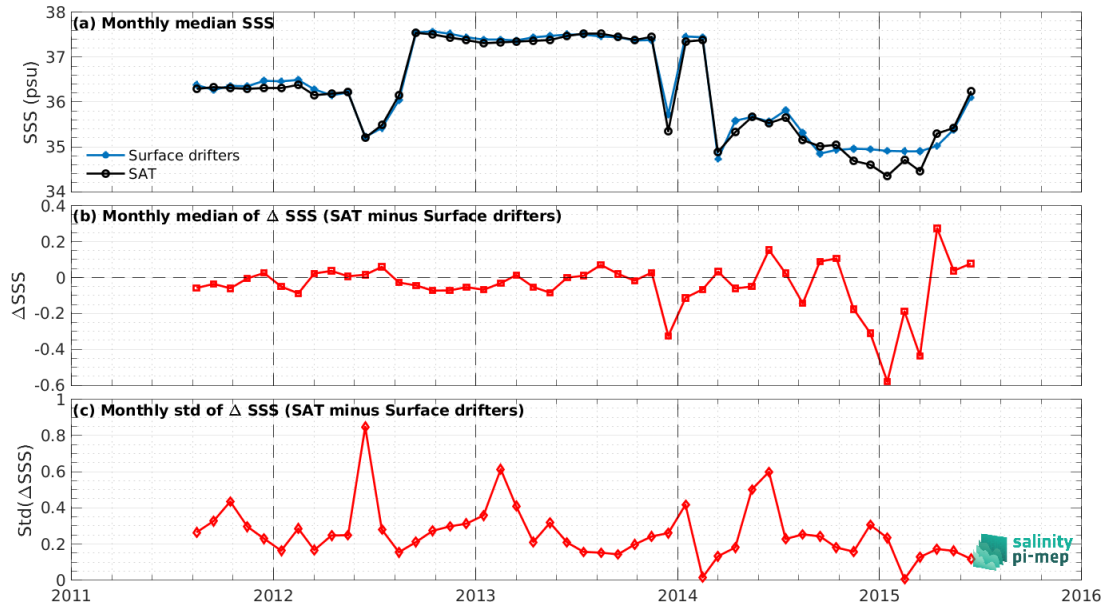 (a) Monthly median SSS
38
37
36
35
34
SSS (psu)
Surface drifters
SAT
(b) Monthly median of Δ SSS (SAT minus Surface drifters)
0.4
0.2
0
-0.2
-0.4
-0.6
ΔSSS
(c) Monthly std of Δ SSS (SAT minus Surface drifters)
1
0.8
0.6
0.4
0.2
0
Std(ΔSSS)
salinity
pi-mep
2011 2012 2013 2014 2015 2016